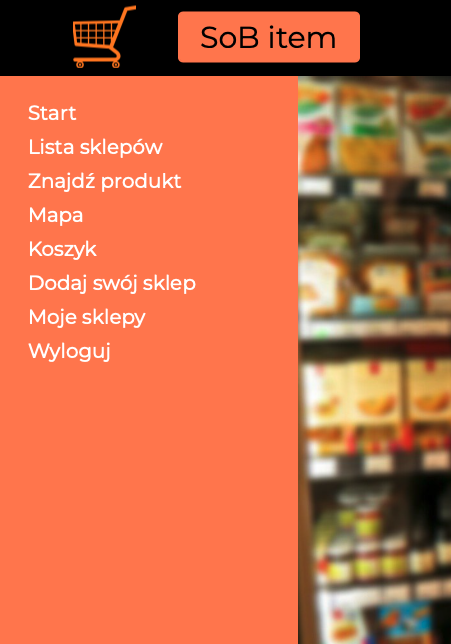 SoB item
Start
Lista sklepów
Znajdź produkt
Mapa
Koszyk
Dodaj swój sklep
Moje sklepy
Wyloguj